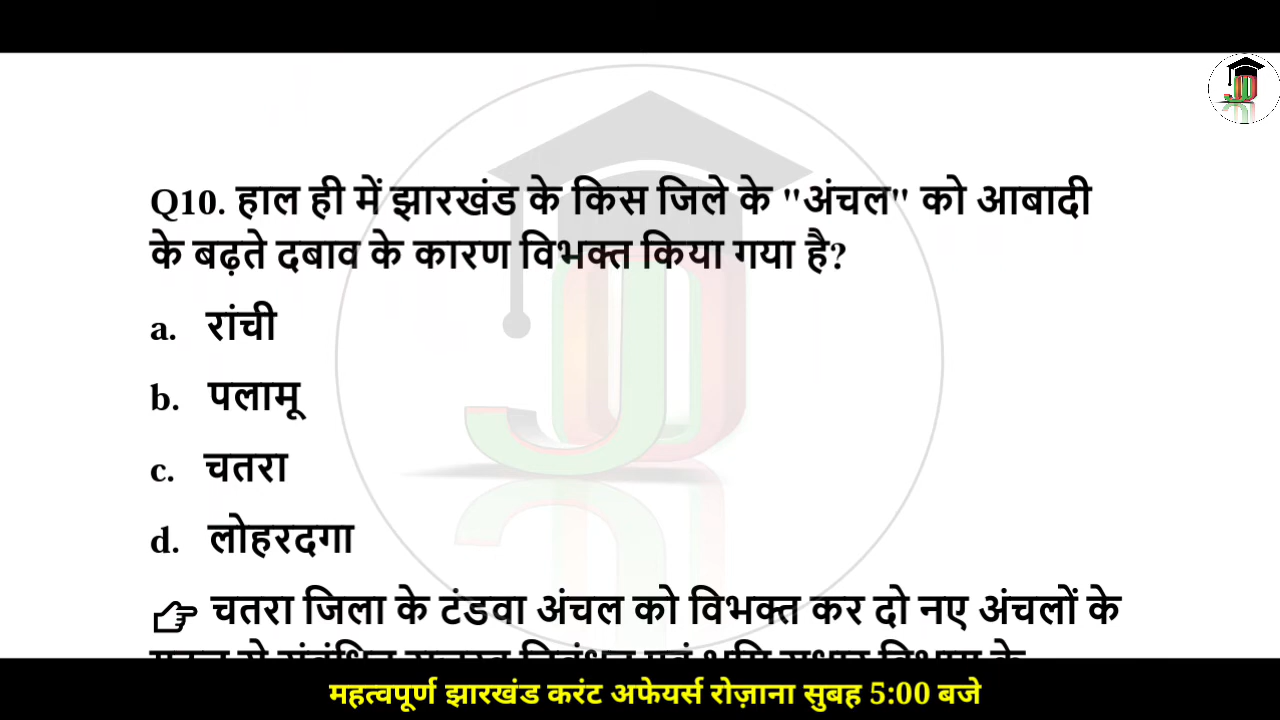 Q10. हाल ही में झारखंड के किस जिले के "अंचल" को आबादी
के बढ़ते दबाव के कारण विभक्त किया गया है?
a. रांची
b. पलामू
c. चतरा
d. लोहरदगा
👉 चतरा जिला के टंडवा अंचल को विभक्त कर दो नए अंचलों के
महत्वपूर्ण झारखंड करंट अफेयर्स रोज़ाना सुबह 5:00 बजे